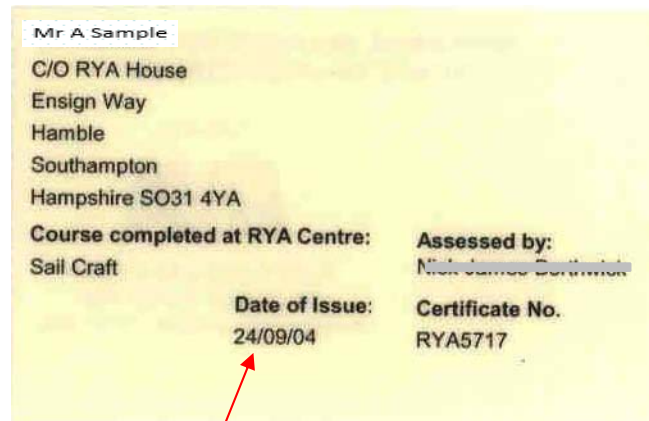 Mr A Sample
C/O RYA House
Ensign Way
Hamble
Southampton
Hampshire SO31 4YA
Course completed at RYA Centre:
Sail Craft
Assessed by:
Date of Issue:
24/09/04
Certificate No.
RYA5717